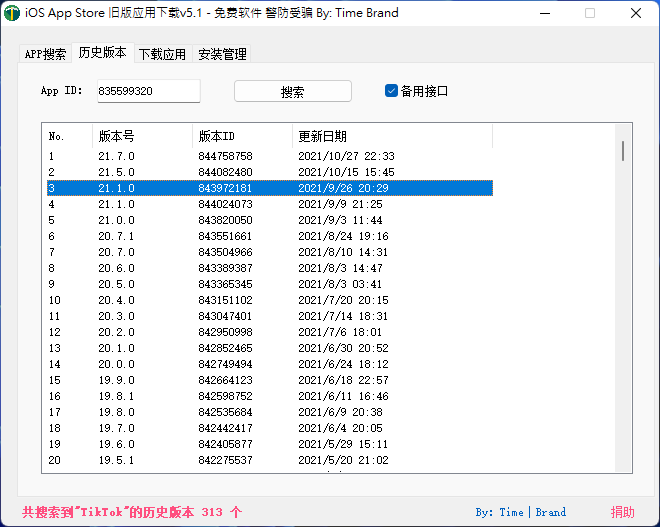 iOS App Store 旧版应用下载v5.1 - 免费软件 警防受骗 By: Time Brand
APP搜索 历史版本 下载应用 安装管理
App ID: 835599320 搜索 备用接口
No. 版本号 版本ID 更新日期
1 21.7.0 844758758 2021/10/27 22:33
2 21.5.0 844082480 2021/10/15 15:45
3 21.1.0 843972181 2021/9/26 20:29
4 21.1.0 844024073 2021/9/9 21:25
5 21.0.0 843820050 2021/9/3 11:44
6 20.7.1 843551661 2021/8/24 19:16
7 20.7.0 843504966 2021/8/10 14:31
8 20.6.0 843389387 2021/8/3 14:47
9 20.5.0 843365345 2021/8/3 03:41
10 20.4.0 843151102 2021/7/20 20:15
11 20.3.0 843047401 2021/7/14 18:31
12 20.2.0 842950998 2021/7/6 18:01
13 20.1.0 842852465 2021/6/30 20:52
14 20.0.0 842749494 2021/6/24 18:12
15 19.9.0 842664123 2021/6/18 22:57
16 19.8.1 842598752 2021/6/11 16:46
17 19.8.0 842535684 2021/6/9 20:38
18 19.7.0 842442417 2021/6/4 20:05
19 19.6.0 842405877 2021/5/29 15:11
20 19.5.1 842275537 2021/5/20 21:02
共搜索到"TikTok"的历史版本 313 个 By: Time|Brand 捐助